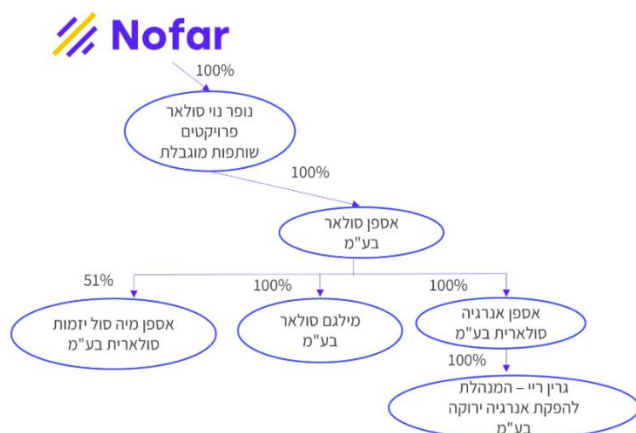 Nofar
100%
נופר נוי סולאר
פרויקטים
שותפות מוגבלת
100%
אספן סולאר
בע"מ
100%
100%
51%
אספן אנרגיה
סולארית בע"מ
מילגם סולאר
בע"מ
אספן מיה סול יזמות
סולארית בע"מ
100%
גרין ריי – המנהלת
להפקת אנרגיה ירוקה
בע"מ